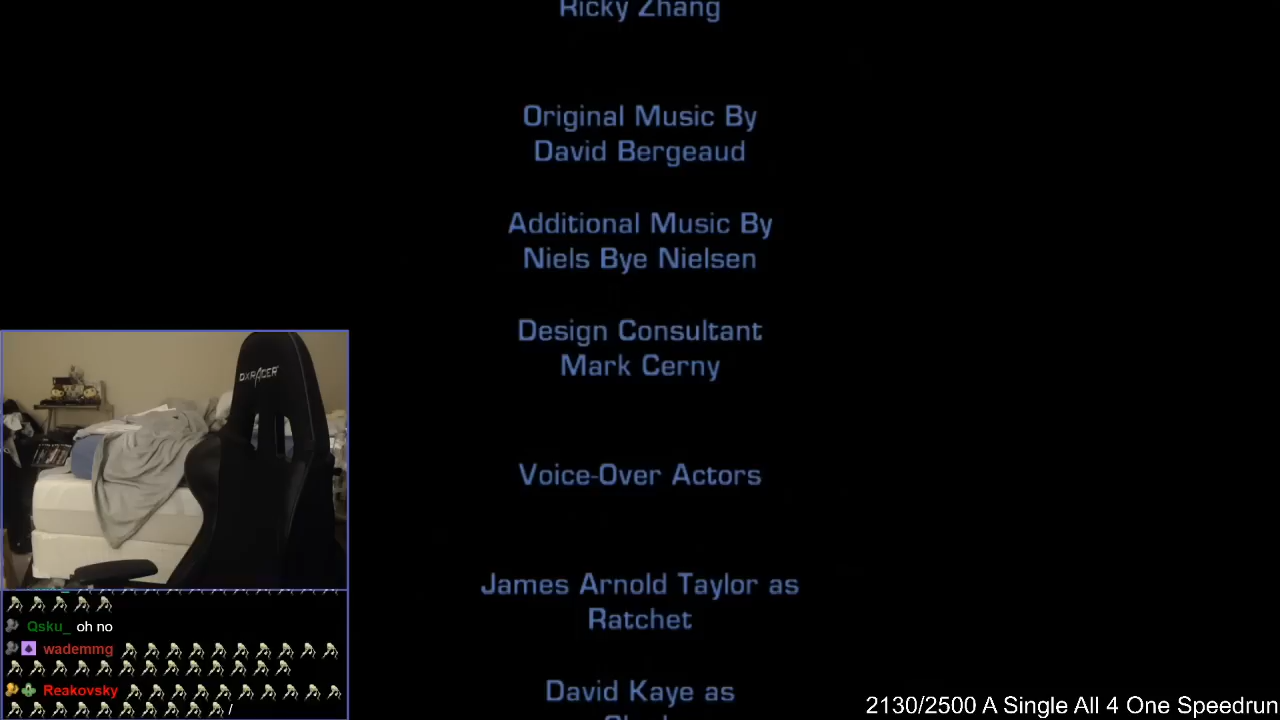 Ricky Zhang
Original Music By
David Bergeaud
Additional Music By
Niels Bye Nielsen
Design Consultant
Mark Cerny
Voice-Over Actors
James Arnold Taylor as
Ratchet
David Kaye as
DXRACER
Qsku_ oh no
wademmg
Reakovsky
/
2130/2500 A Single All 4 One Speedrun